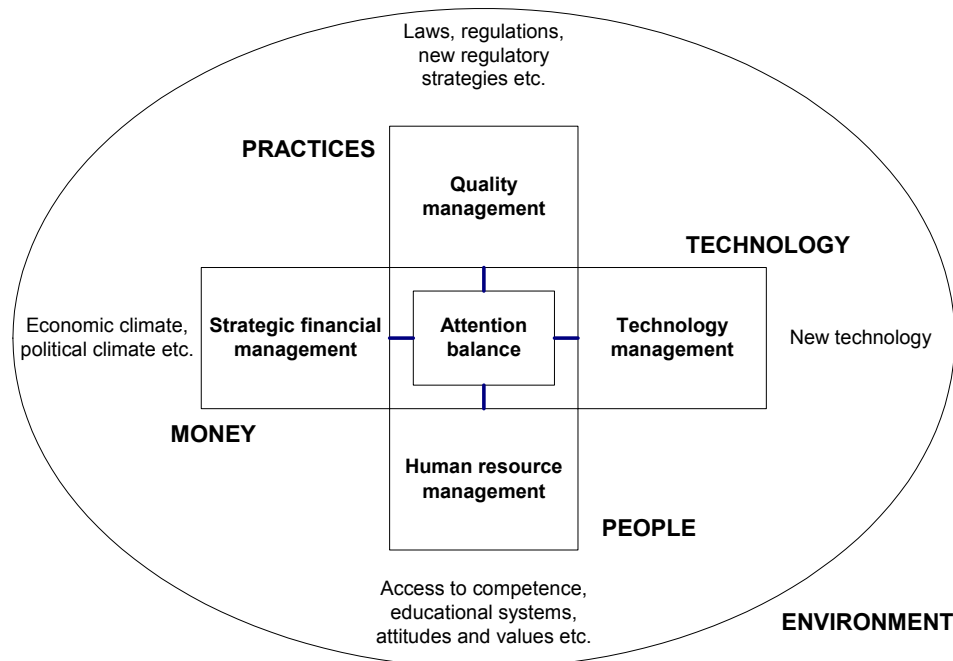 Laws, regulations,
new regulatory
strategies etc.
PRACTICES
Quality
management
TECHNOLOGY
Economic climate,
political climate etc.
Strategic financial
management
Attention
balance
Technology
management
New technology
MONEY
Human resource
management
PEOPLE
Access to competence,
educational systems,
attitudes and values etc.
ENVIRONMENT